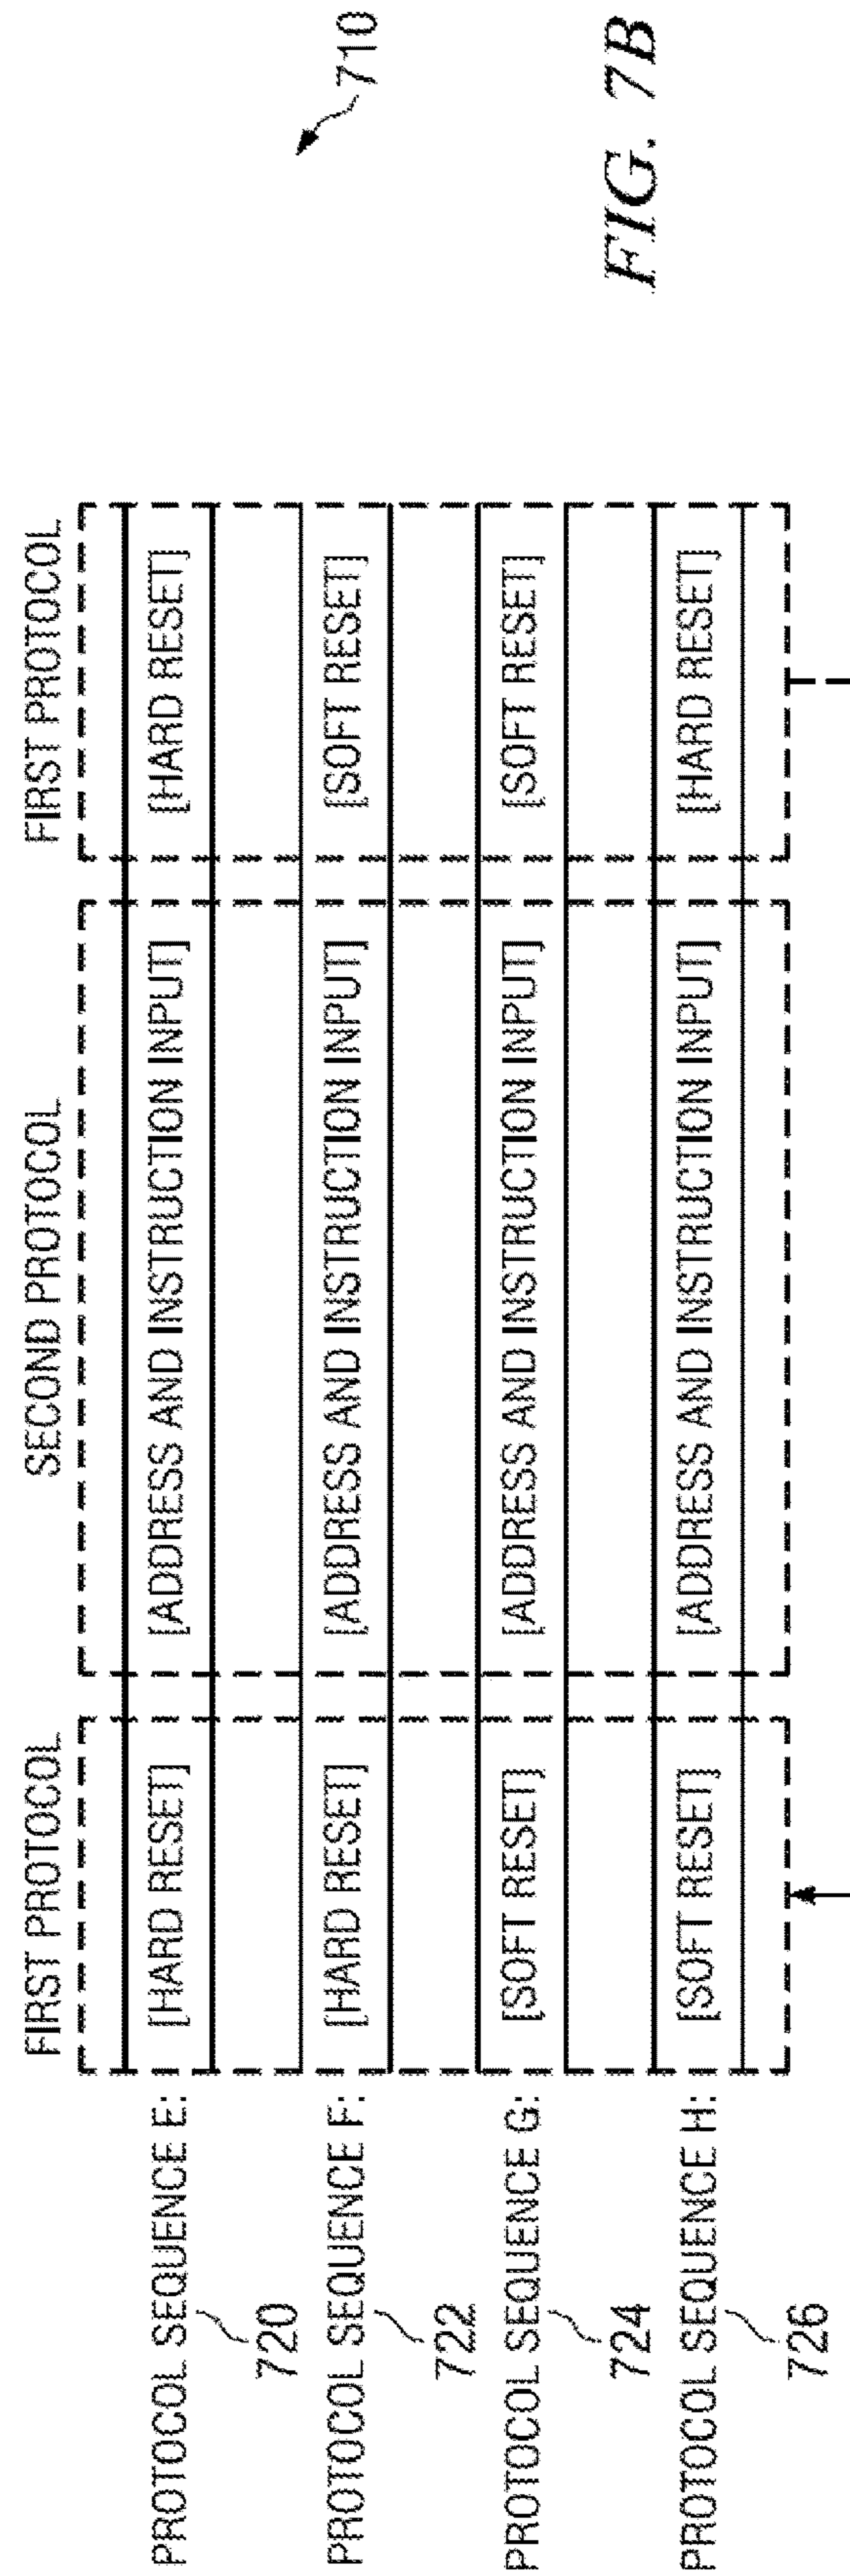 FIRST PROTOCOL SECOND PROTOCOL FIRST PROTOCOL
PROTOCOL SEQUENCE E: [HARD RESET] [ADDRESS AND INSTRUCTION INPUT] [HARD RESET]
720
PROTOCOL SEQUENCE F: [HARD RESET] [ADDRESS AND INSTRUCTION INPUT] [SOFT RESET]
722
PROTOCOL SEQUENCE G: [SOFT RESET] [ADDRESS AND INSTRUCTION INPUT] [SOFT RESET]
724
PROTOCOL SEQUENCE H: [SOFT RESET] [ADDRESS AND INSTRUCTION INPUT] [HARD RESET]
726
710
FIG. 7B